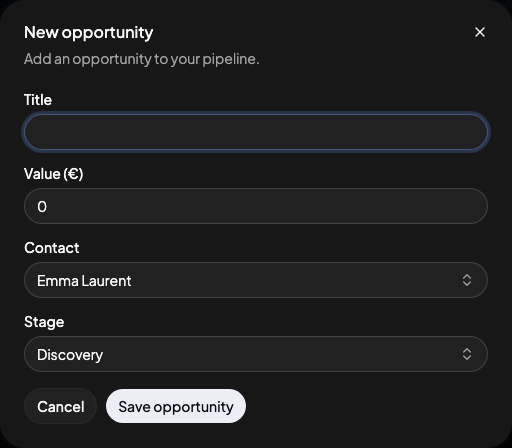 New opportunity
Add an opportunity to your pipeline.
Title
Value (€)
0
Contact
Emma Laurent
Stage
Discovery
Cancel
Save opportunity